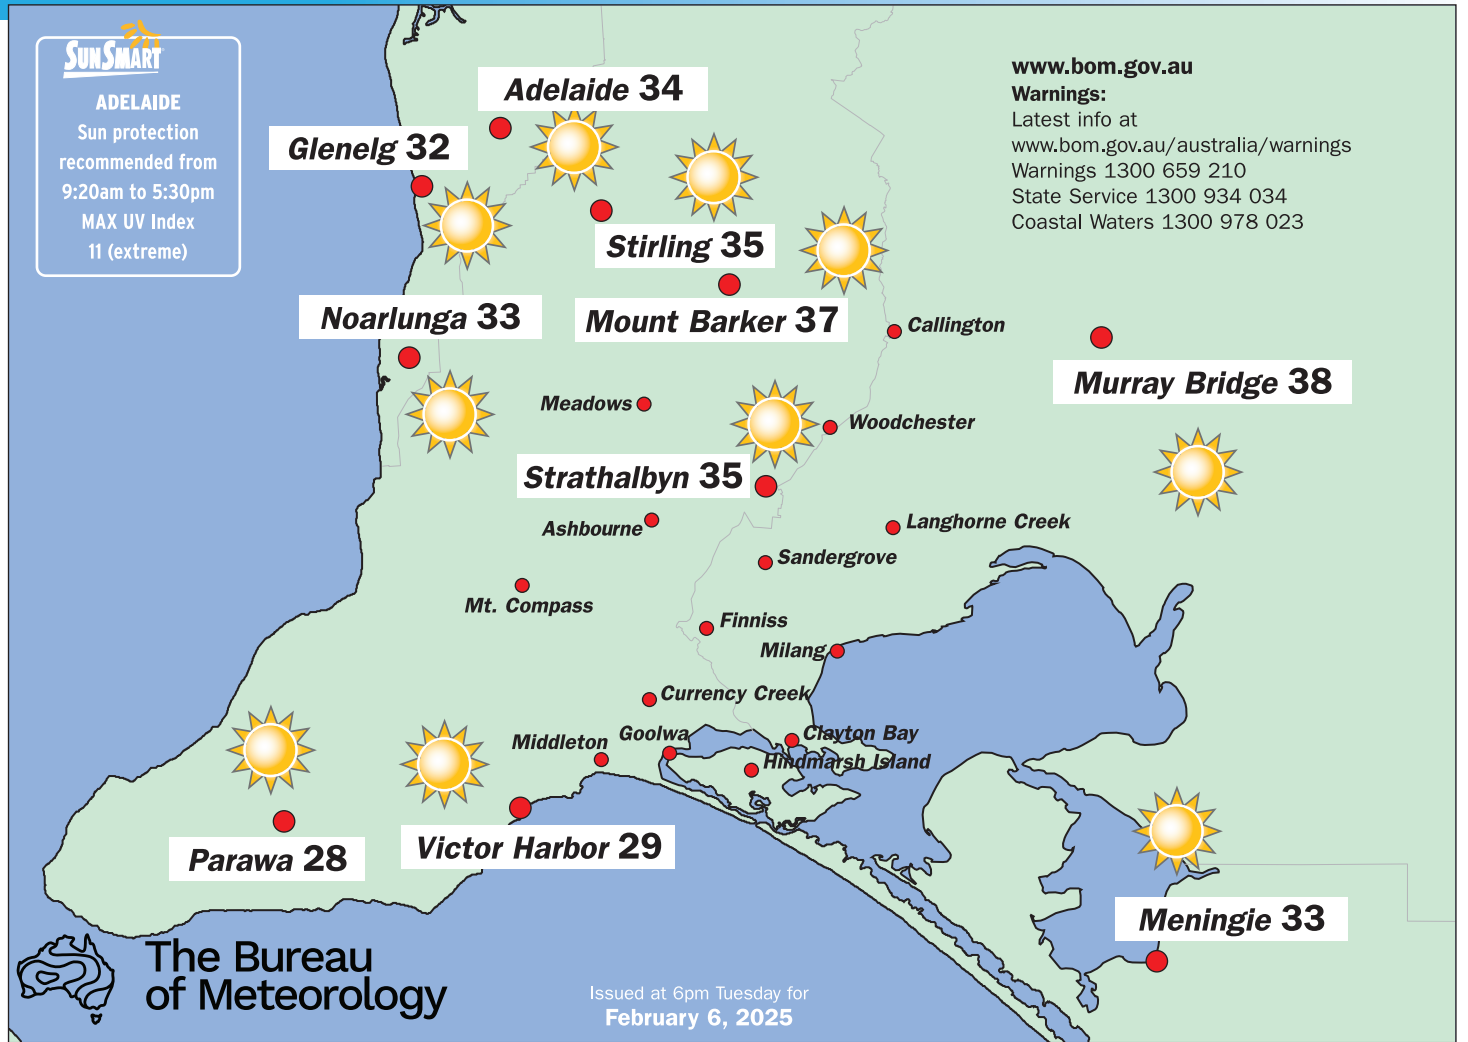 SunSmart
ADELAIDE
Sun protection
recommended from
9:20am to 5:30pm
MAX UV Index
11 (extreme)
www.bom.gov.au
Warnings:
Latest info at
www.bom.gov.au/australia/warnings
Warnings 1300 659 210
State Service 1300 934 034
Coastal Waters 1300 978 023
Adelaide 34
Glenelg 32
Stirling 35
Noarlunga 33
Mount Barker 37
Callington
Murray Bridge 38
Meadows
Woodchester
Strathalbyn 35
Ashbourne
Langhorne Creek
Sandergrove
Mt. Compass
Finniss
Milang
Currency Creek
Middleton
Goolwa
Clayton Bay
Hindmarsh Island
Parawa 28
Victor Harbor 29
Meningie 33
The Bureau
of Meteorology
Issued at 6pm Tuesday for
February 6, 2025